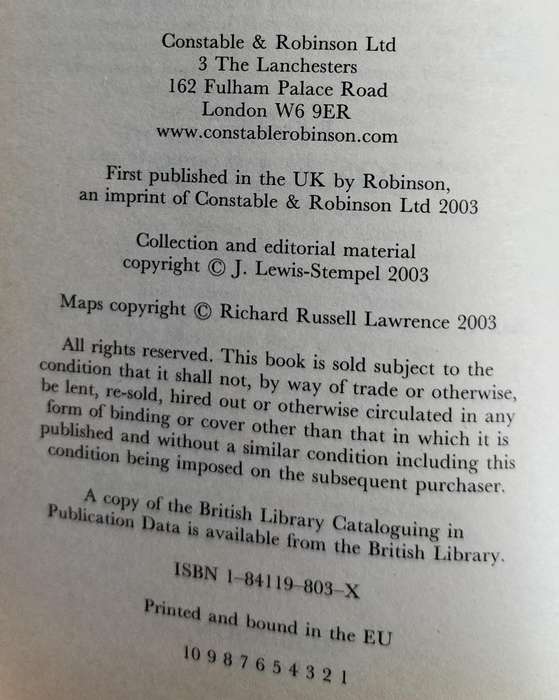 Constable & Robinson Ltd
3 The Lanchesters
162 Fulham Palace Road
London W6 9ER
www.constablerobinson.com
First published in the UK by Robinson,
an imprint of Constable & Robinson Ltd 2003
Collection and editorial material
copyright © J. Lewis-Stempel 2003
Maps copyright © Richard Russell Lawrence 2003
All rights reserved. This book is sold subject to the
condition that it shall not, by way of trade or otherwise,
be lent, re-sold, hired out or otherwise circulated in any
form of binding or cover other than that in which it is
published and without a similar condition including this
condition being imposed on the subsequent purchaser.
A copy of the British Library Cataloguing in
Publication Data is available from the British Library.
ISBN 1–84119–803–X
Printed and bound in the EU
10 9 8 7 6 5 4 3 2 1